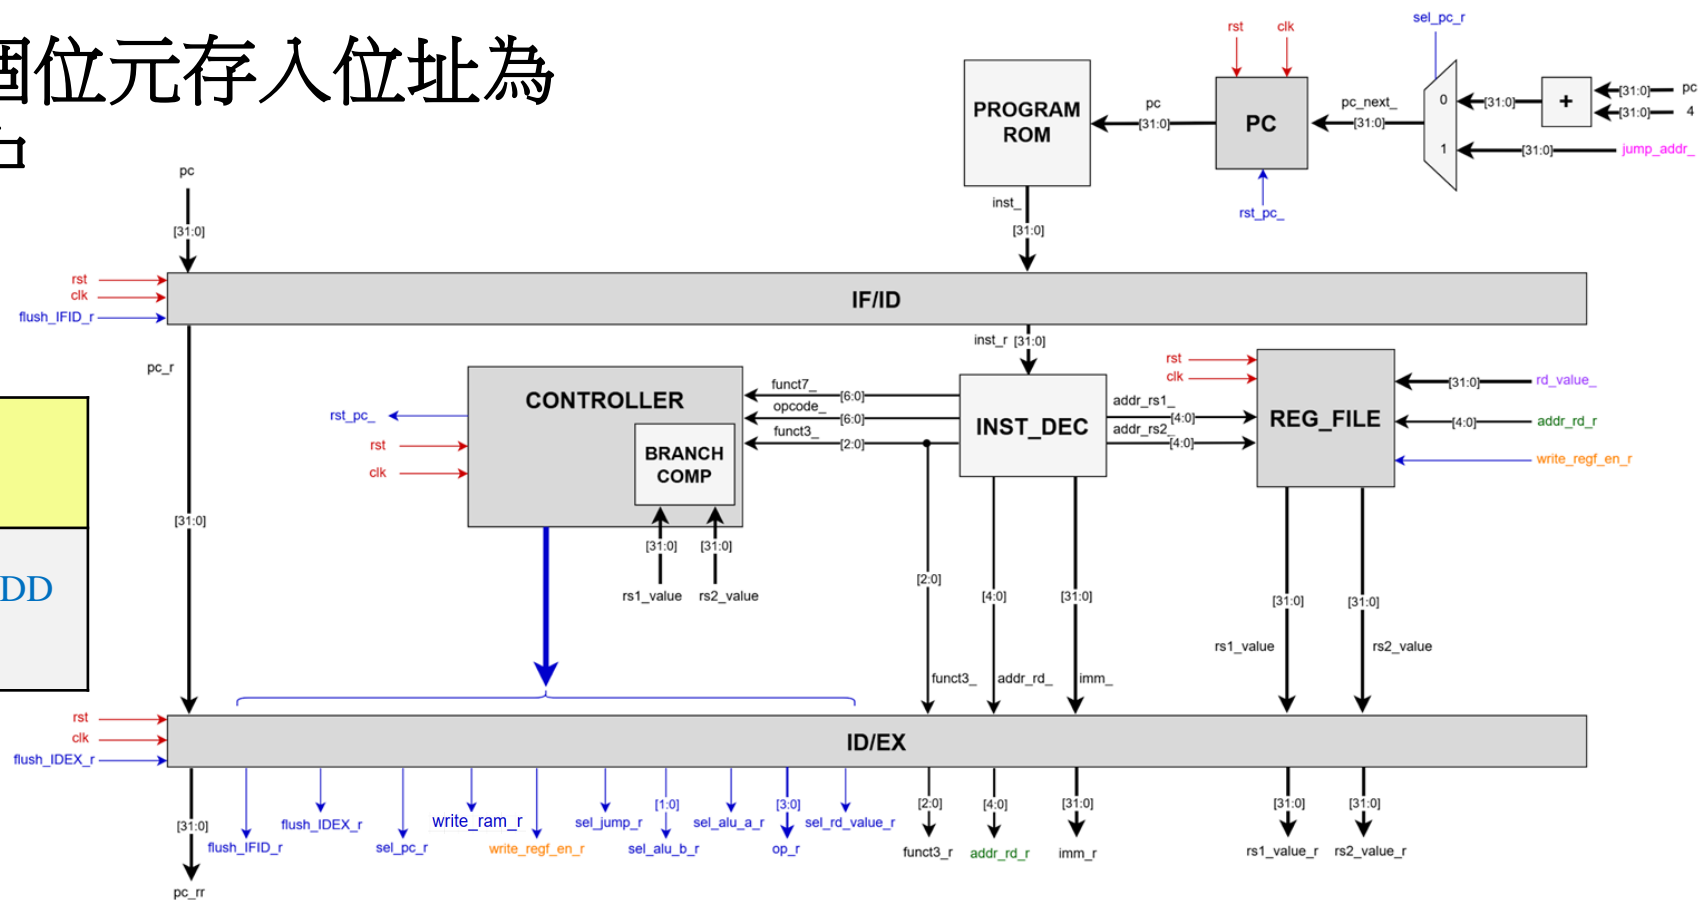 個位元存入位址為
rst
clk
sel_pc_r
PROGRAM
ROM
pc
[31:0]
PC
pc_next_
[31:0]
0
1
[31:0]
+
[31:0]
pc
[31:0]
4
[31:0]
jump_addr_
rst_pc_
inst_
[31:0]
pc
[31:0]
rst
clk
flush_IFID_r
IF/ID
pc_r
[31:0]
inst_r
[31:0]
CONTROLLER
BRANCH
COMP
rst_pc_
rst
clk
funct7_
[6:0]
opcode_
[6:0]
funct3_
[2:0]
INST_DEC
addr_rs1_
[4:0]
addr_rs2_
[4:0]
rst
clk
REG_FILE
[31:0]
rd_value_
[4:0]
addr_rd_r
write_regf_en_r
[31:0]
[31:0]
rs1_value
rs2_value
DD
[2:0]
[4:0]
[31:0]
[31:0]
[31:0]
rs1_value
rs2_value
funct3_
addr_rd_
imm_
rst
clk
flush_IDEX_r
ID/EX
[31:0]
pc_rr
flush_IFID_r
flush_IDEX_r
sel_pc_r
write_ram_r
write_regf_en_r
sel_jump_r
[1:0]
sel_alu_b_r
sel_alu_a_r
[3:0]
op_r
sel_rd_value_r
[2:0]
funct3_r
[4:0]
addr_rd_r
[31:0]
imm_r
[31:0]
rs1_value_r
[31:0]
rs2_value_r